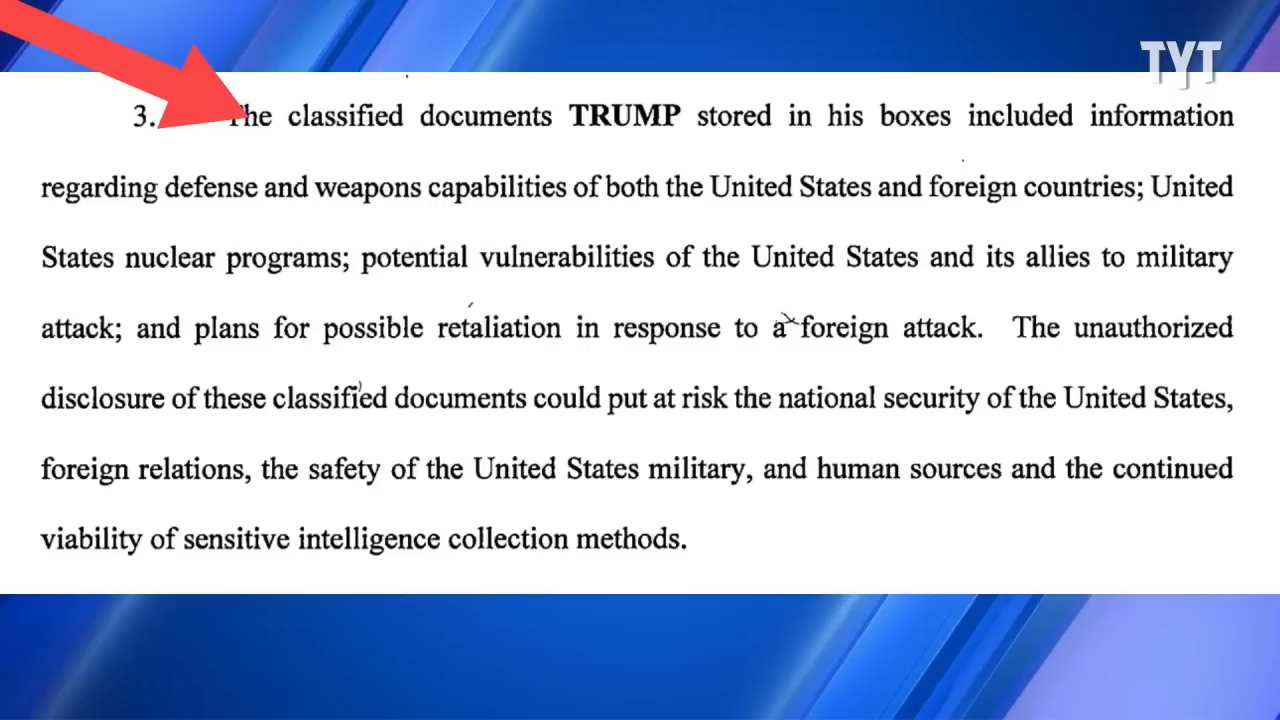 TYT
3. The classified documents TRUMP stored in his boxes included information
regarding defense and weapons capabilities of both the United States and foreign countries; United
States nuclear programs; potential vulnerabilities of the United States and its allies to military
attack; and plans for possible retaliation in response to a foreign attack. The unauthorized
disclosure of these classified documents could put at risk the national security of the United States,
foreign relations, the safety of the United States military, and human sources and the continued
viability of sensitive intelligence collection methods.